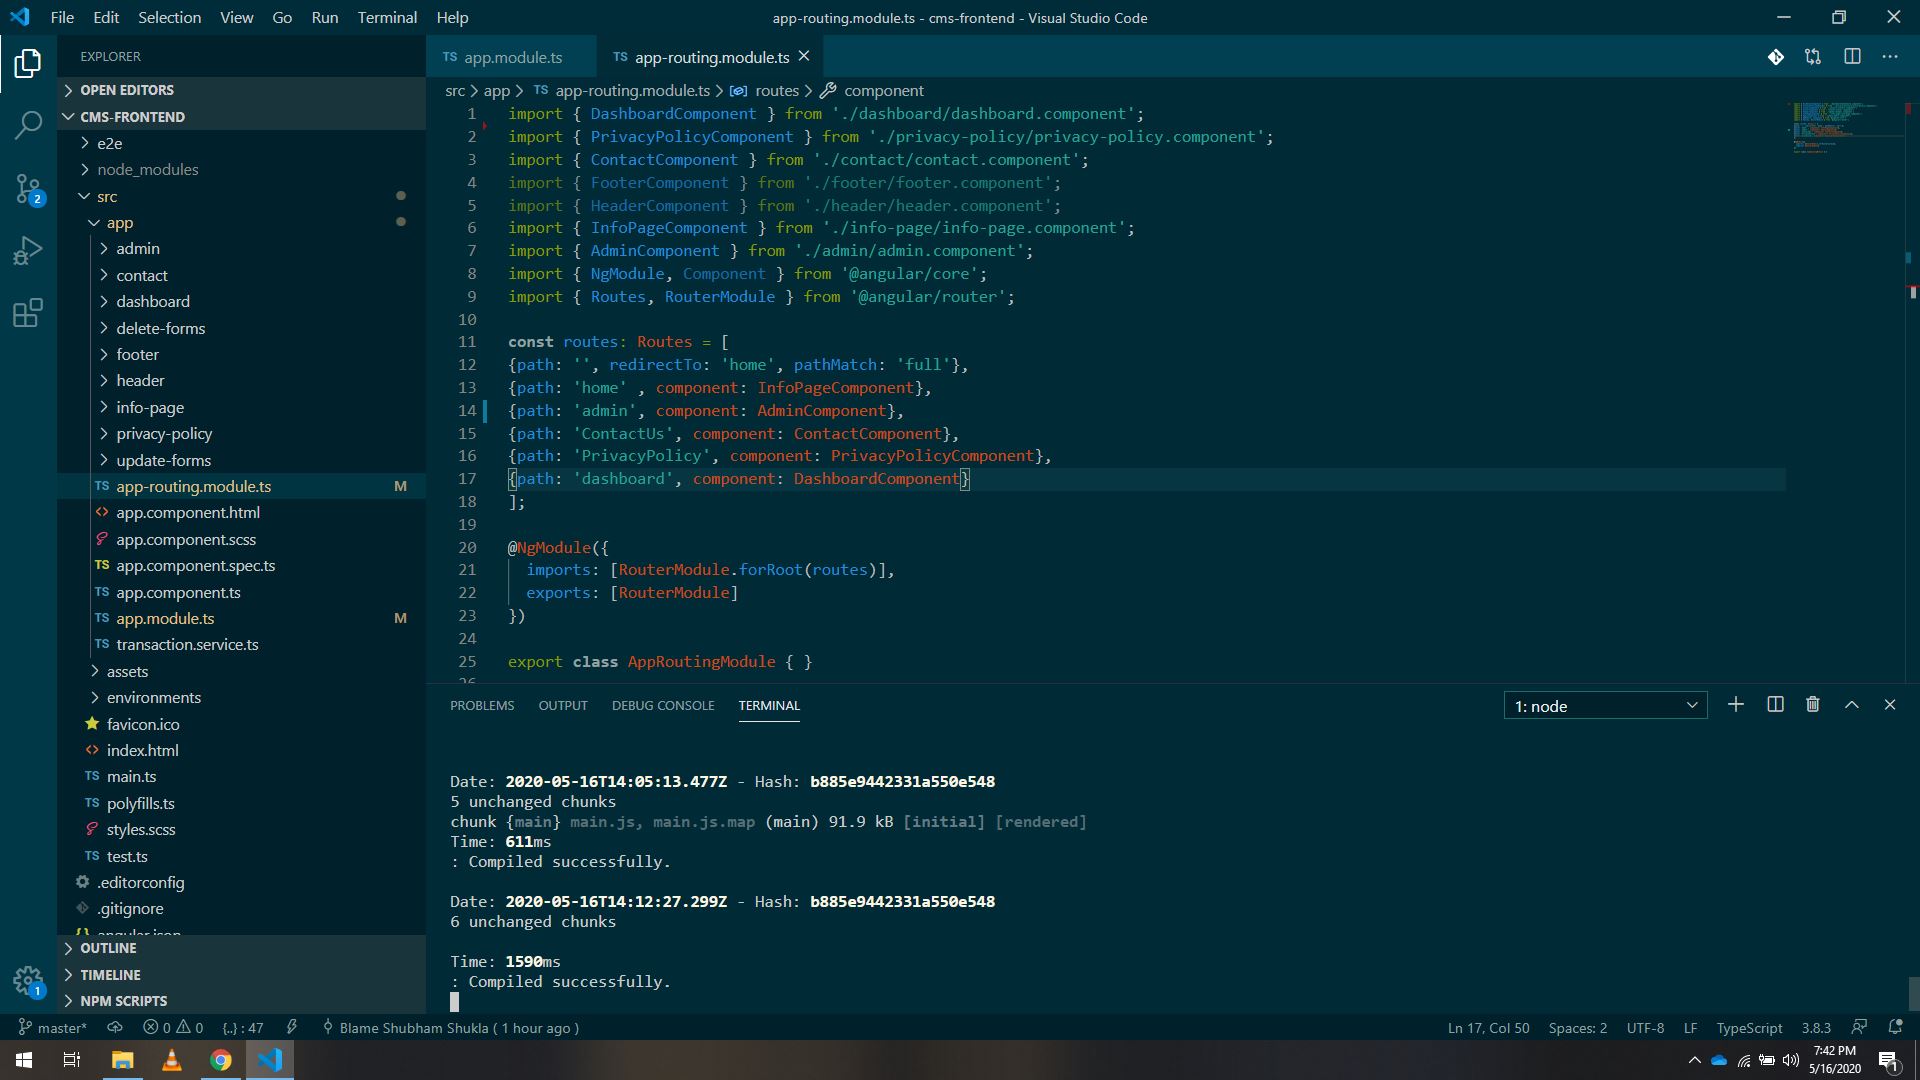 File Edit Selection View Go Run Terminal Help
app-routing.module.ts - cms-frontend - Visual Studio Code
EXPLORER
OPEN EDITORS
CMS-FRONTEND
e2e
node_modules
src
app
admin
contact
dashboard
delete-forms
footer
header
info-page
privacy-policy
update-forms
TS app-routing.module.ts M
<> app.component.html
app.component.scss
TS app.component.spec.ts
TS app.component.ts
TS app.module.ts M
TS transaction.service.ts
assets
environments
favicon.ico
<> index.html
TS main.ts
TS polyfills.ts
styles.scss
TS test.ts
.editorconfig
.gitignore
{} angular.json
OUTLINE
TIMELINE
NPM SCRIPTS
2
1
TS app.module.ts
TS app-routing.module.ts
src > app > TS app-routing.module.ts > routes > component
1 import { DashboardComponent } from './dashboard/dashboard.component';
2 import { PrivacyPolicyComponent } from './privacy-policy/privacy-policy.component';
3 import { ContactComponent } from './contact/contact.component';
4 import { FooterComponent } from './footer/footer.component';
5 import { HeaderComponent } from './header/header.component';
6 import { InfoPageComponent } from './info-page/info-page.component';
7 import { AdminComponent } from './admin/admin.component';
8 import { NgModule, Component } from '@angular/core';
9 import { Routes, RouterModule } from '@angular/router';
10
11 const routes: Routes = [
12 {path: '', redirectTo: 'home', pathMatch: 'full'},
13 {path: 'home' , component: InfoPageComponent},
14 {path: 'admin', component: AdminComponent},
15 {path: 'ContactUs', component: ContactComponent},
16 {path: 'PrivacyPolicy', component: PrivacyPolicyComponent},
17 {path: 'dashboard', component: DashboardComponent}
18 ];
19
20 @NgModule({
21 imports: [RouterModule.forRoot(routes)],
22 exports: [RouterModule]
23 })
24
25 export class AppRoutingModule { }
26
PROBLEMS OUTPUT DEBUG CONSOLE TERMINAL
1: node
Date: 2020-05-16T14:05:13.477Z - Hash: b885e9442331a550e548
5 unchanged chunks
chunk {main} main.js, main.js.map (main) 91.9 kB [initial] [rendered]
Time: 611ms
: Compiled successfully.
Date: 2020-05-16T14:12:27.299Z - Hash: b885e9442331a550e548
6 unchanged chunks
Time: 1590ms
: Compiled successfully.
master* 0 0 {..} : 47 Blame Shubham Shukla ( 1 hour ago )
Ln 17, Col 50 Spaces: 2 UTF-8 LF TypeScript 3.8.3
7:42 PM
5/16/2020
1